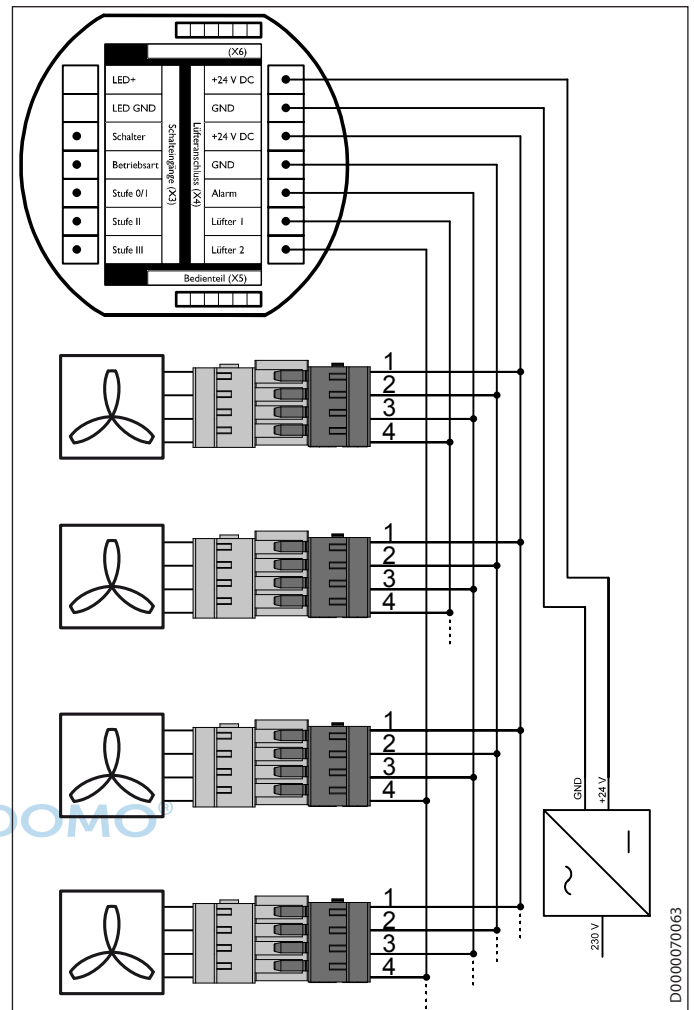 (X6)
LED+
LED GND
Schalter
Betriebsart
Stufe 0/1
Stufe II
Stufe III
Schalteingänge (X3)
Lüfteranschluss (X4)
+24 V DC
GND
+24 V DC
GND
Alarm
Lüfter 1
Lüfter 2
Bedienteil (X5)
1
2
3
4
1
2
3
4
1
2
3
4
DOMO®
1
2
3
4
GND
+24 V
230 V
D0000070063